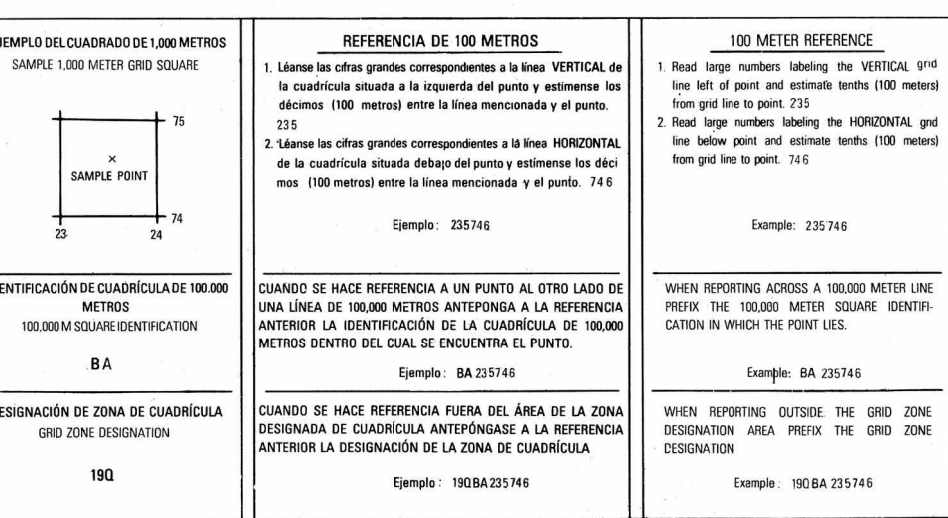 JEMPLO DEL CUADRADO DE 1,000 METROS
SAMPLE 1,000 METER GRID SQUARE
75
×
SAMPLE POINT
74
23
24
ENTIFICACIÓN DE CUADRÍCULA DE 100.000
METROS
100,000 M SQUARE IDENTIFICATION
BA
ESIGNACIÓN DE ZONA DE CUADRÍCULA
GRID ZONE DESIGNATION
19Q
REFERENCIA DE 100 METROS
1. Léanse las cifras grandes correspondientes a la línea VERTICAL de
la cuadrícula situada a la izquierda del punto y estímense los
décimos (100 metros) entre la línea mencionada y el punto.
235
2. Léanse las cifras grandes correspondientes a la línea HORIZONTAL
de la cuadrícula situada debajo del punto y estímense los déci
mos (100 metros) entre la línea mencionada y el punto. 746
Ejemplo: 235746
CUANDO SE HACE REFERENCIA A UN PUNTO AL OTRO LADO DE
UNA LÍNEA DE 100,000 METROS ANTEPONGA A LA REFERENCIA
ANTERIOR LA IDENTIFICACIÓN DE LA CUADRÍCULA DE 100,000
METROS DENTRO DEL CUAL SE ENCUENTRA EL PUNTO.
Ejemplo: BA 235746
CUANDO SE HACE REFERENCIA FUERA DEL ÁREA DE LA ZONA
DESIGNADA DE CUADRÍCULA ANTEPÓNGASE A LA REFERENCIA
ANTERIOR LA DESIGNACIÓN DE LA ZONA DE CUADRÍCULA
Ejemplo: 19Q BA 235746
100 METER REFERENCE
1. Read large numbers labeling the VERTICAL grid
line left of point and estimate tenths (100 meters)
from grid line to point. 235
2. Read large numbers labeling the HORIZONTAL grid
line below point and estimate tenths (100 meters)
from grid line to point. 746
Example: 235746
WHEN REPORTING ACROSS A 100,000 METER LINE
PREFIX THE 100,000 METER SQUARE IDENTIFI-
CATION IN WHICH THE POINT LIES.
Example: BA 235746
WHEN REPORTING OUTSIDE THE GRID ZONE
DESIGNATION AREA PREFIX THE GRID ZONE
DESIGNATION
Example: 19Q BA 235746